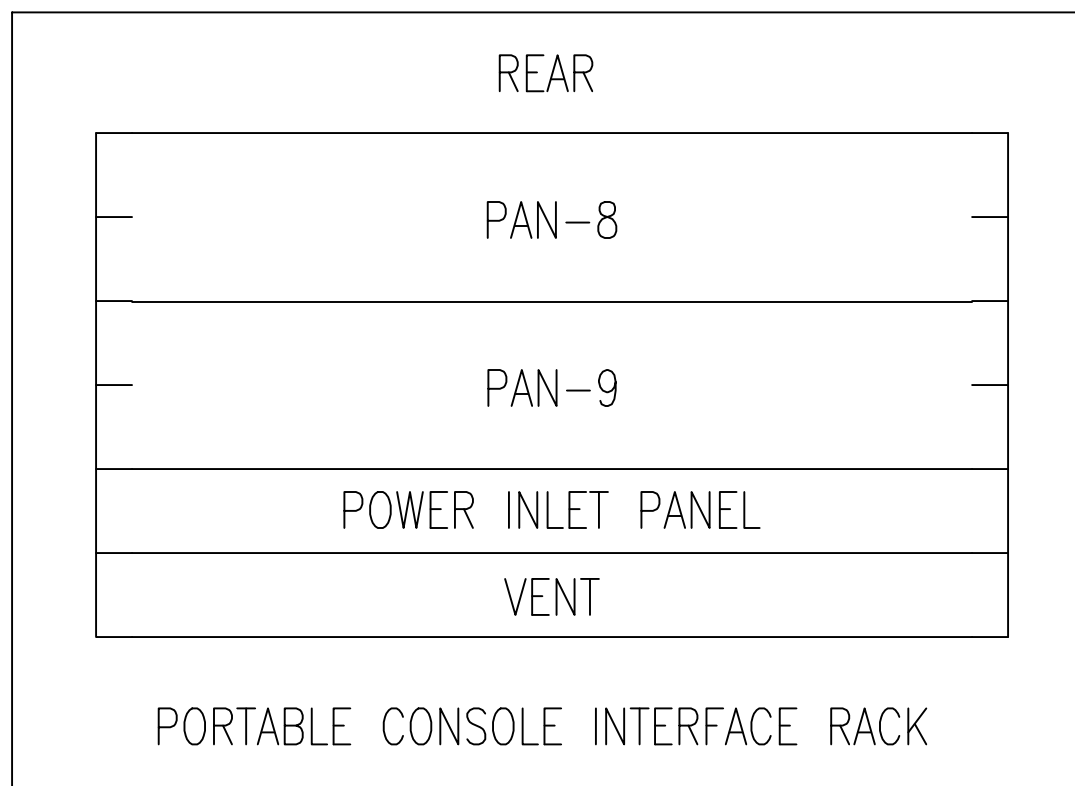 REAR
PAN-8
PAN-9
POWER INLET PANEL
VENT
PORTABLE CONSOLE INTERFACE RACK